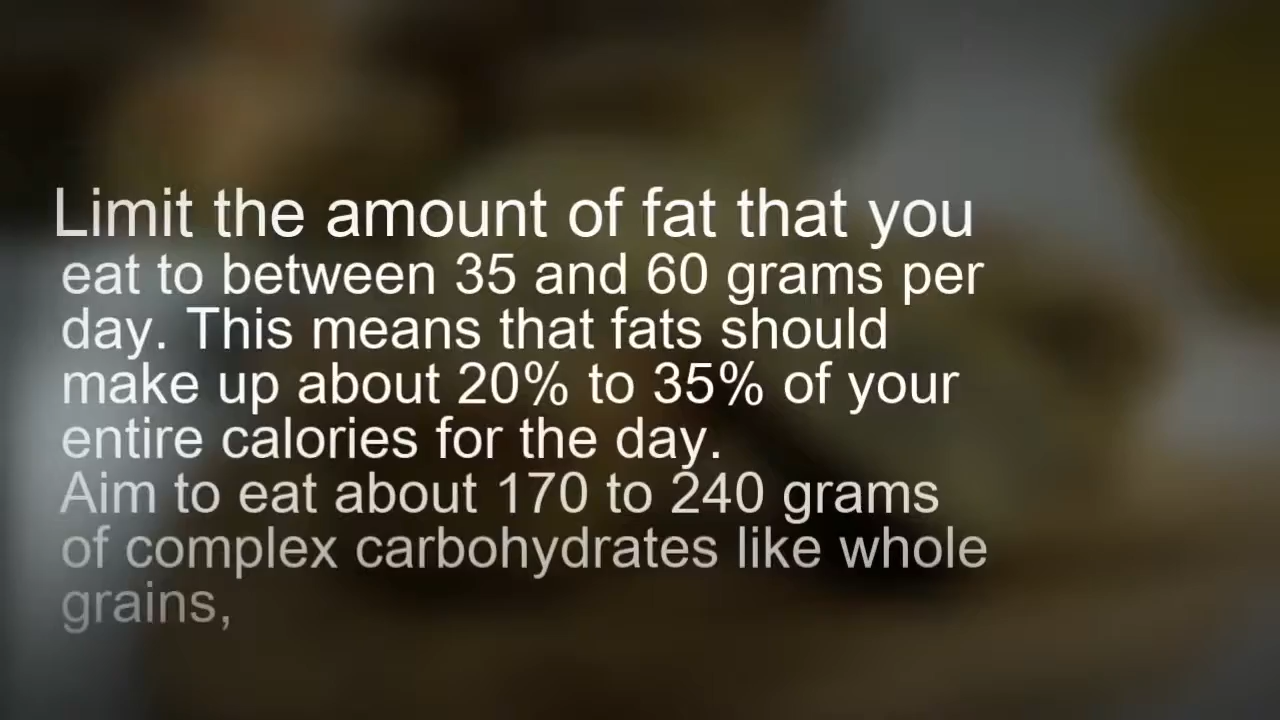 Limit the amount of fat that you
eat to between 35 and 60 grams per
day. This means that fats should
make up about 20% to 35% of your
entire calories for the day.
Aim to eat about 170 to 240 grams
of complex carbohydrates like whole
grains,